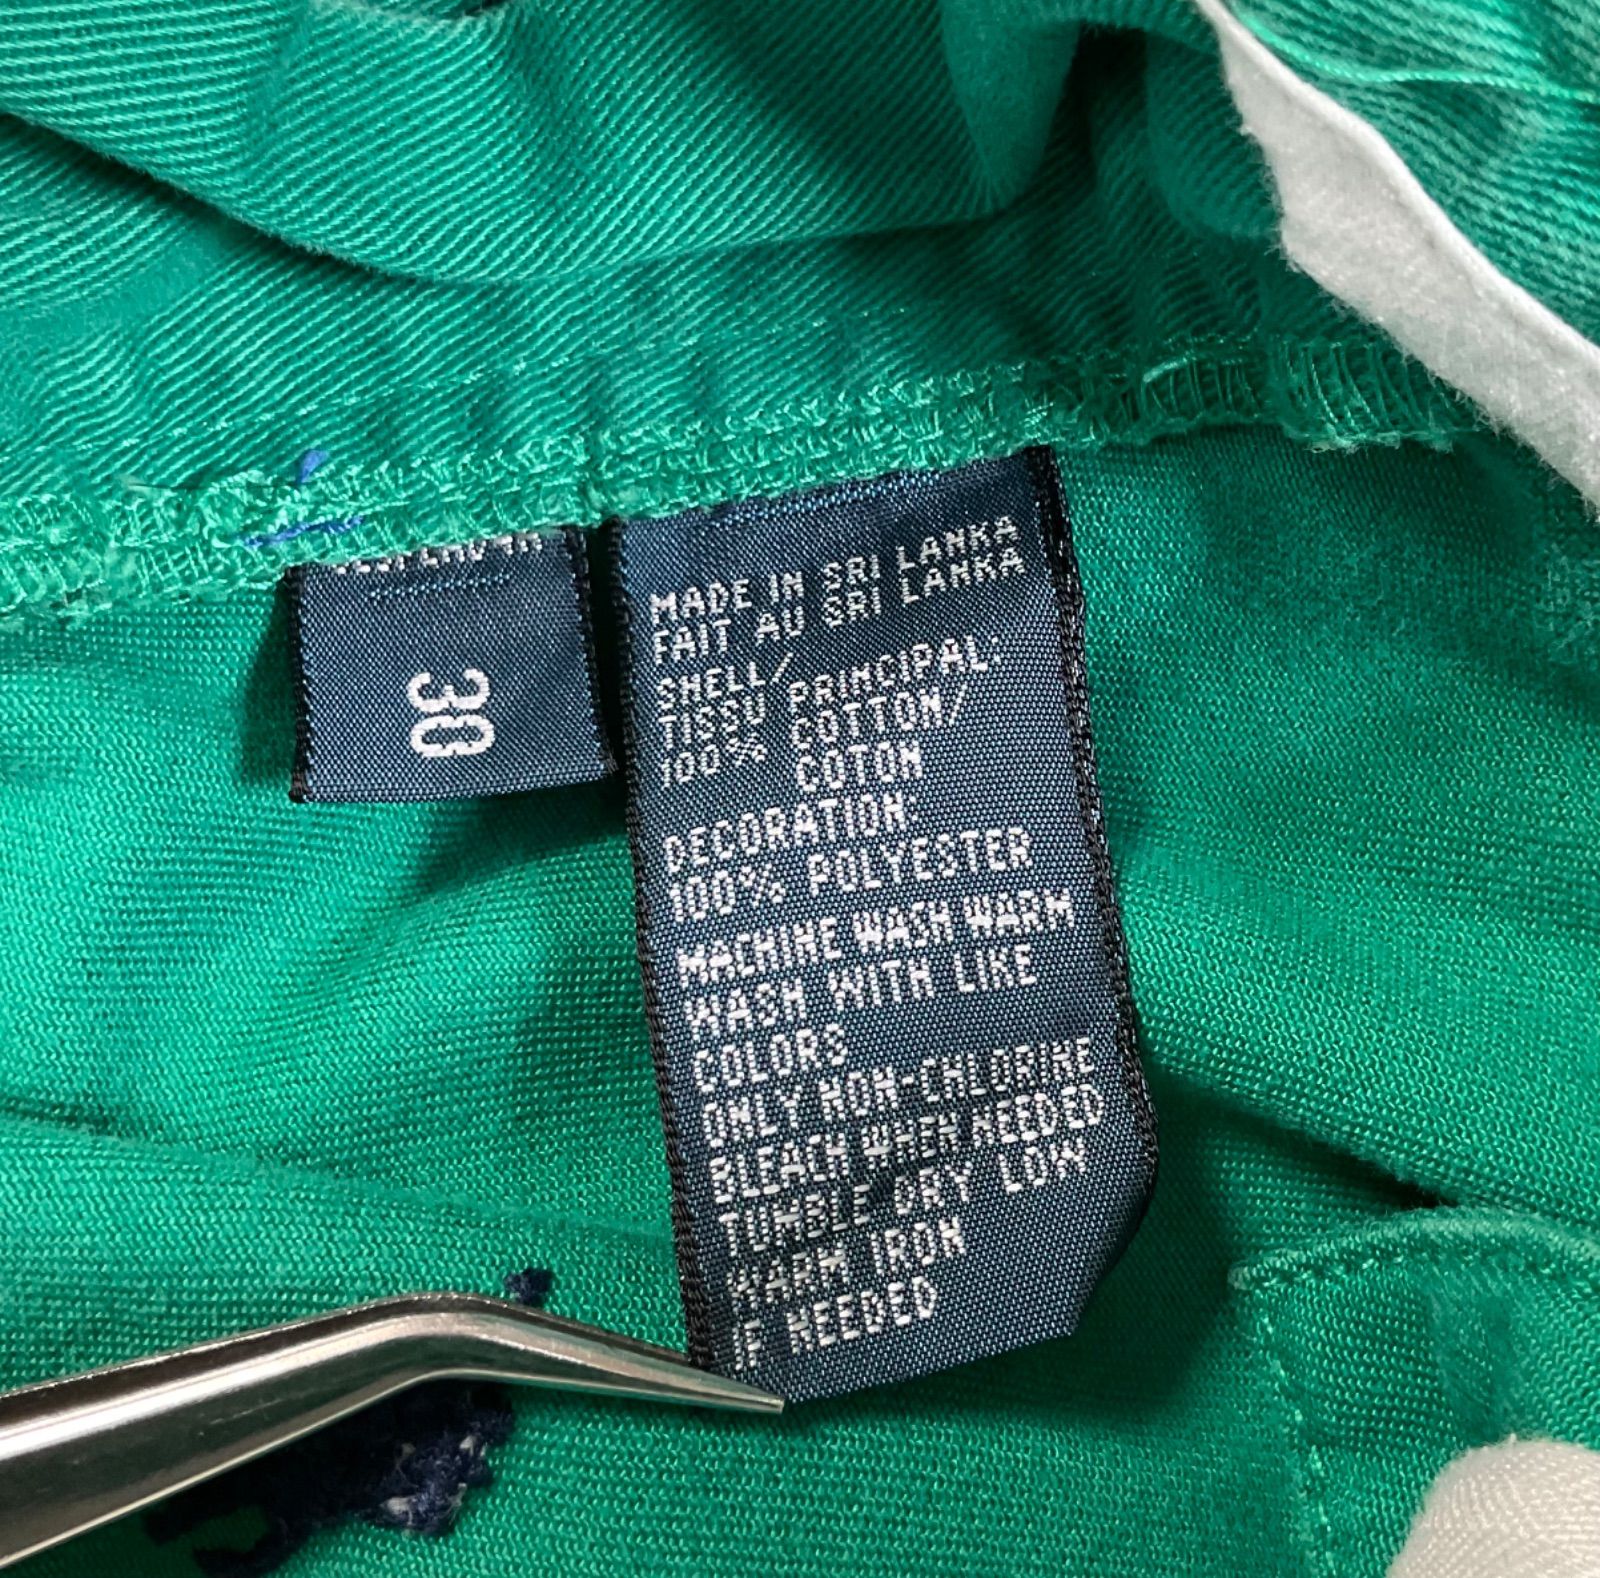 30
MADE IN SRI LANKA
FAIT AU SRI LANKA
SHELL/
TISSU PRINCIPAL:
100% COTTON/
COTON
DECORATION:
100% POLYESTER
MACHINE WASH WARM
WASH WITH LIKE
COLORS
ONLY NON-CHLORINE
BLEACH WHEN NEEDED
TUMBLE DRY LOW
WARM IRON
IF NEEDED